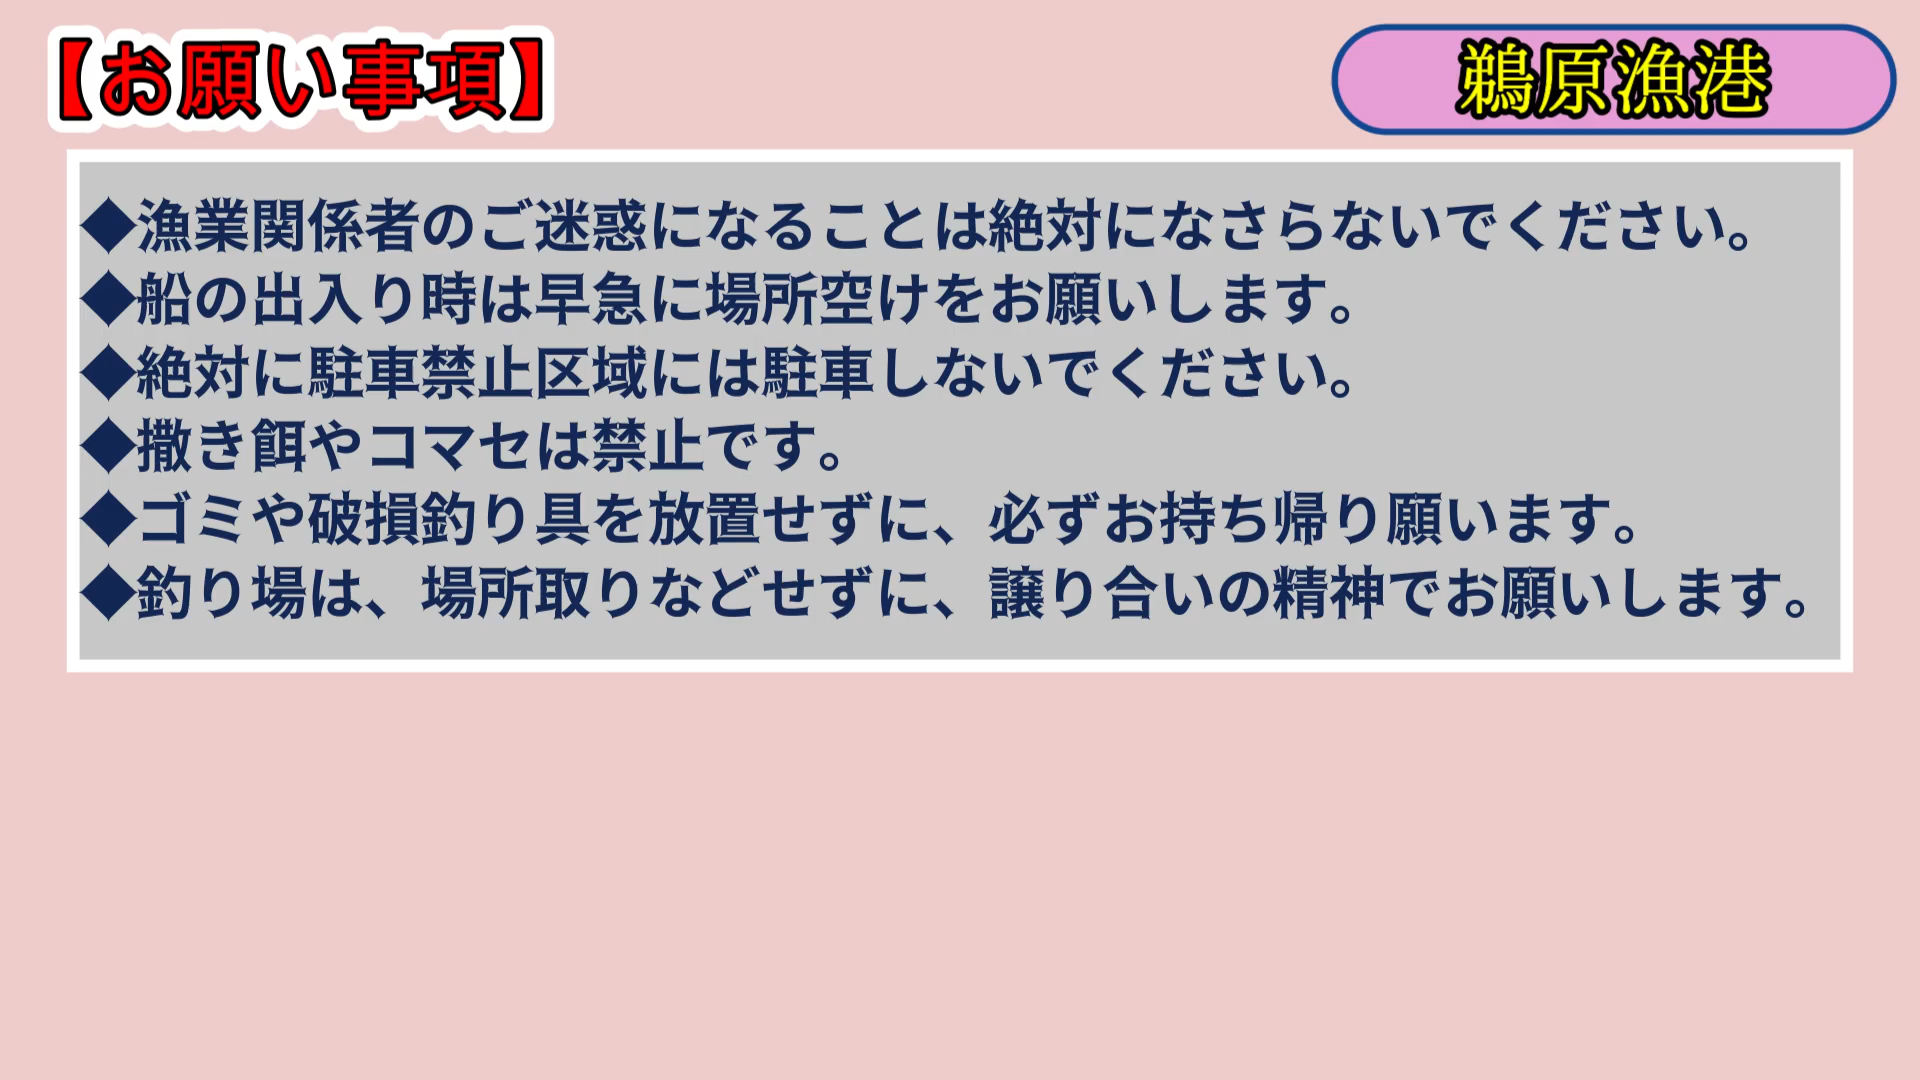 【お願い事項】
鵜原漁港
◆漁業関係者のご迷惑になることは絶対になさらないでください。
◆船の出入り時は早急に場所空けをお願いします。
◆絶対に駐車禁止区域には駐車しないでください。
◆撒き餌やコマセは禁止です。
◆ゴミや破損釣り具を放置せずに、必ずお持ち帰り願います。
◆釣り場は、場所取りなどせずに、譲り合いの精神でお願いします。